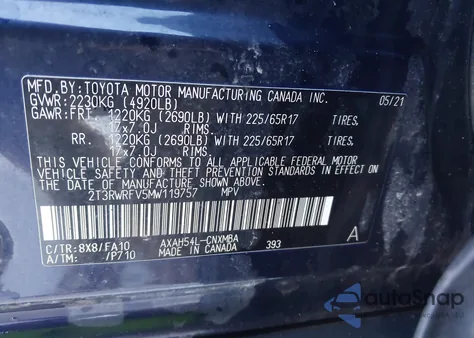 MFD.BY:TOYOTA MOTOR MANUFACTURING CANADA INC. 05/21
GVWR:2230KG (4920LB)
GAWR:FRT. 1220KG (2690LB) WITH 225/65R17 TIRES.
17x7.0J RIMS.
RR. 1220KG (2690LB) WITH 225/65R17 TIRES.
17x7.0J RIMS.
THIS VEHICLE CONFORMS TO ALL APPLICABLE FEDERAL MOTOR
VEHICLE SAFETY AND THEFT PREVENTION STANDARDS IN EFFECT ON THE
DATE OF MANUFACTURE SHOWN ABOVE.
2T3RWRFV5MW119757 MPV
C/TR:8X8/FA10 AXAH54L-CNXMBA 393 A
A/TM: /P710 MADE IN CANADA
autoSnap